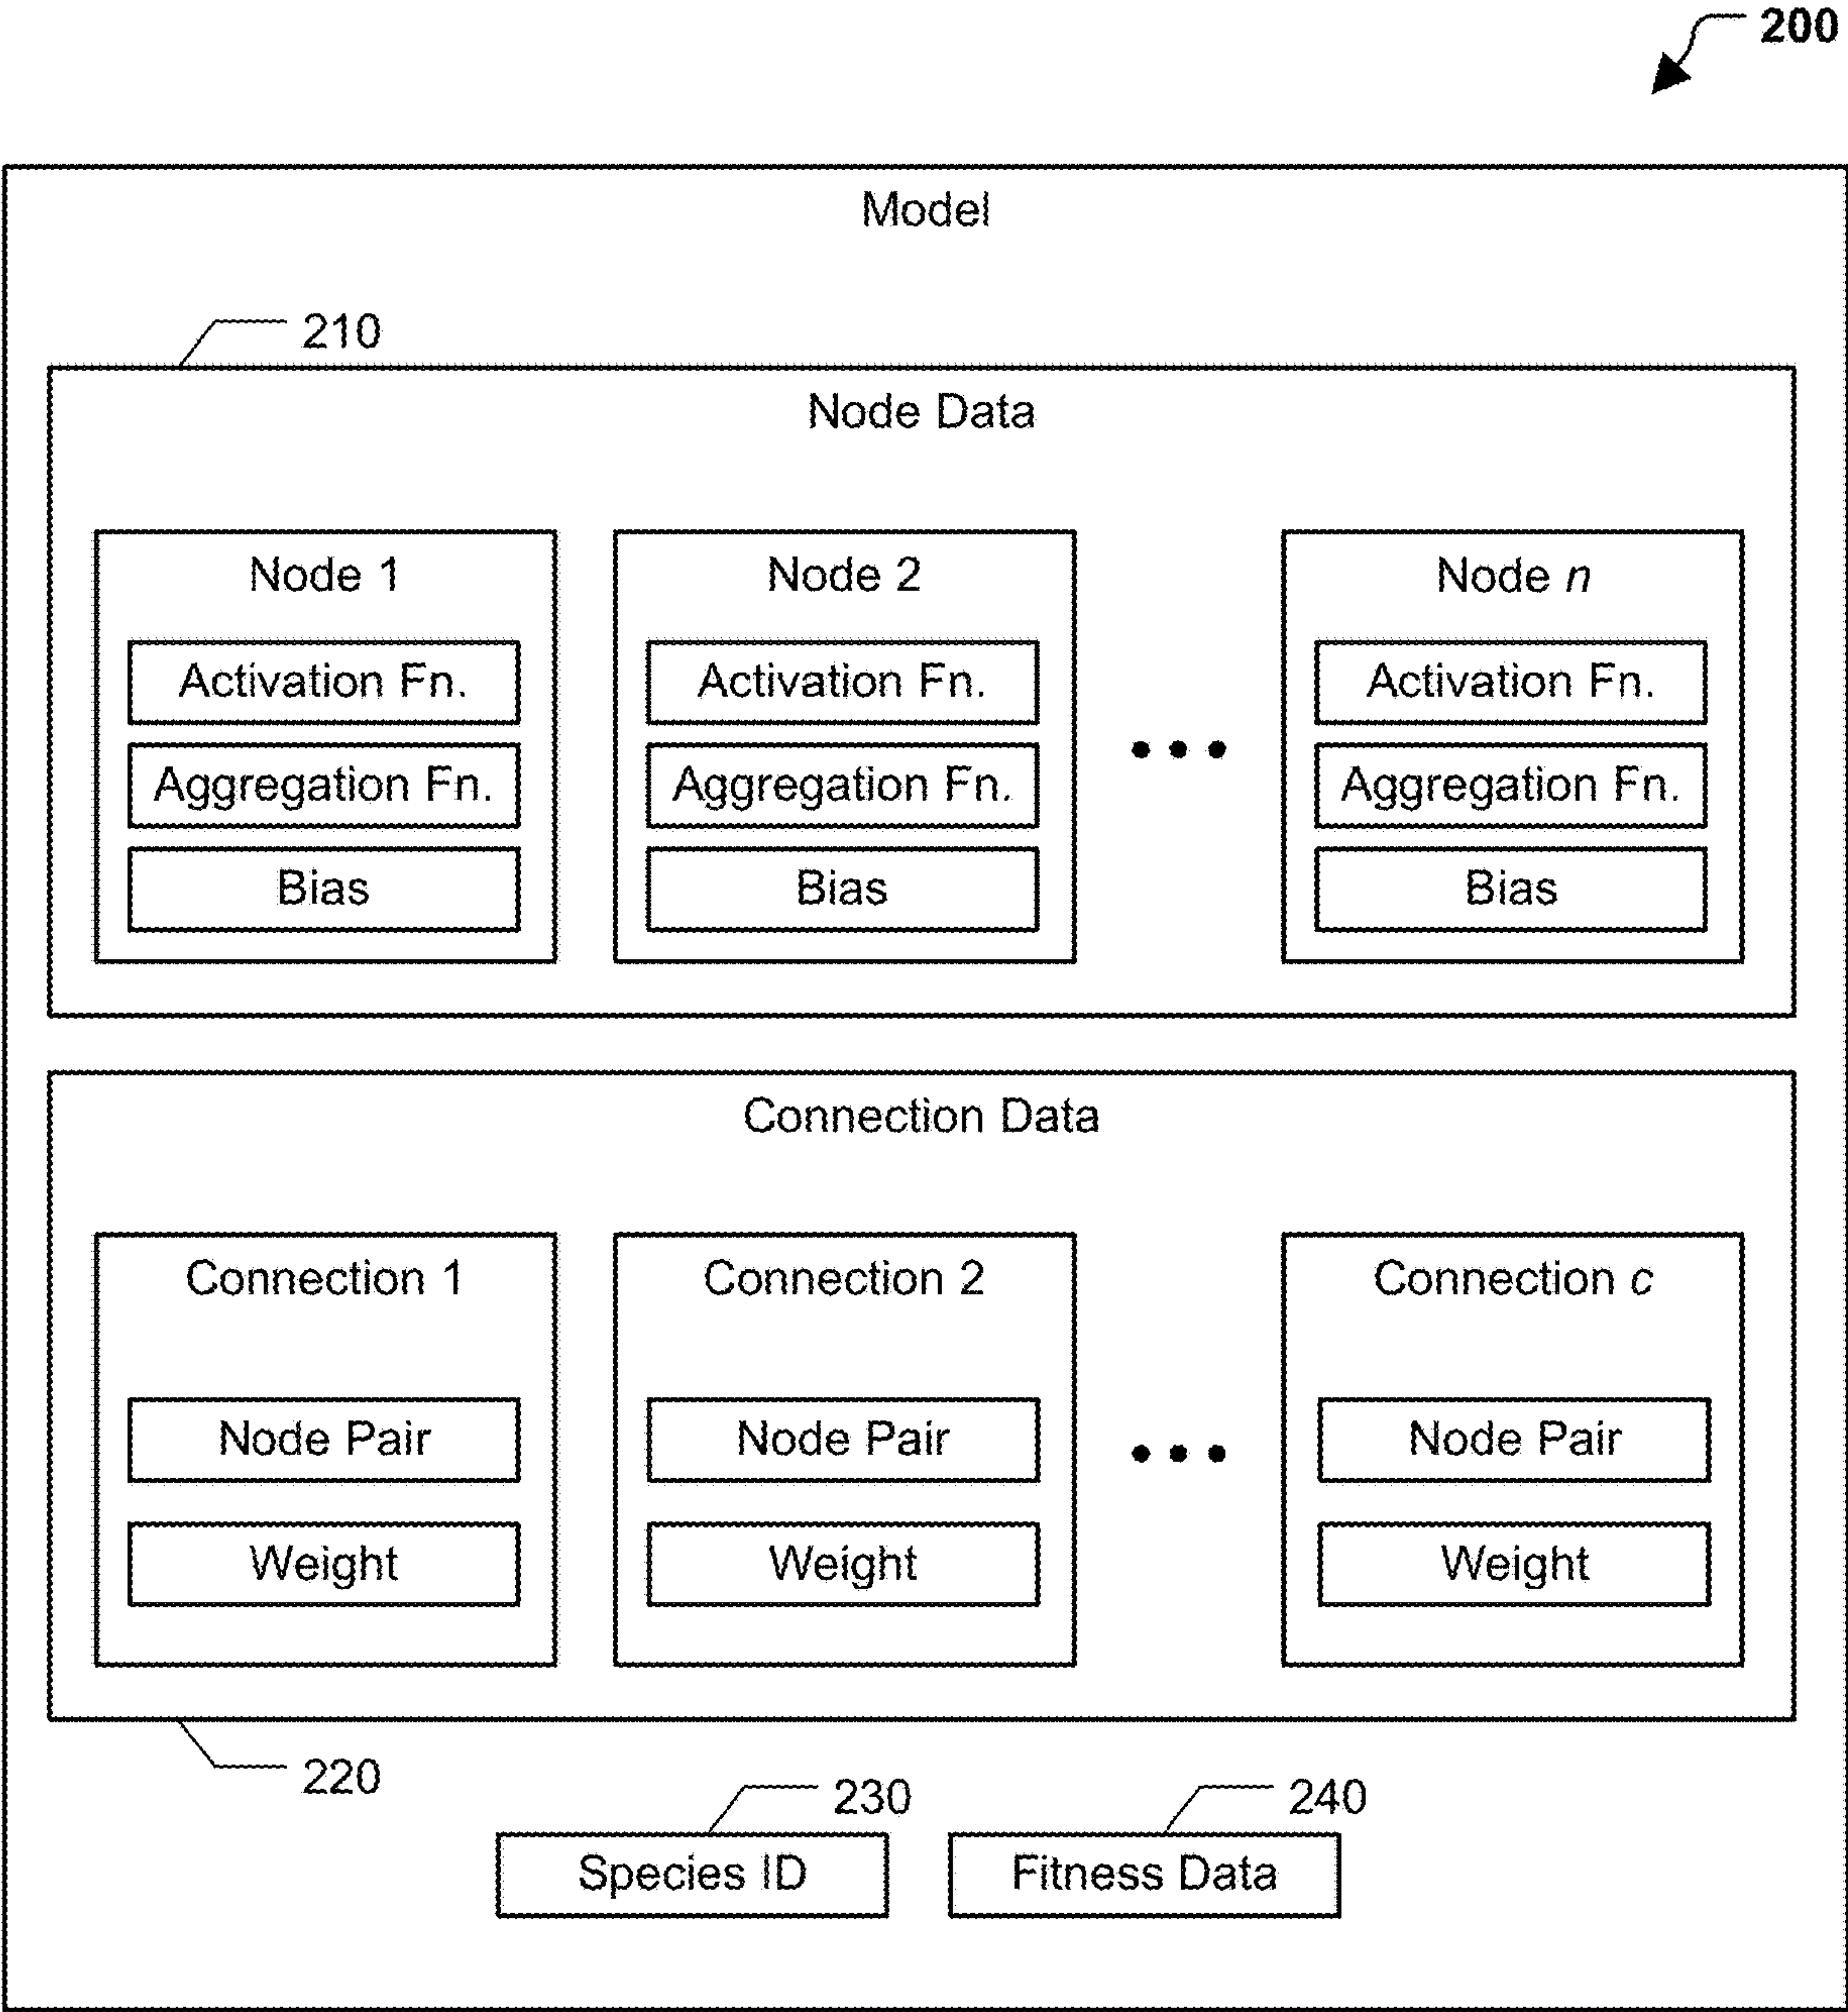 200
Model
210
Node Data
Node 1
Activation Fn.
Aggregation Fn.
Bias
Node 2
Activation Fn.
Aggregation Fn.
Bias
Node n
Activation Fn.
Aggregation Fn.
Bias
Connection Data
Connection 1
Node Pair
Weight
Connection 2
Node Pair
Weight
Connection c
Node Pair
Weight
220
230
Species ID
240
Fitness Data